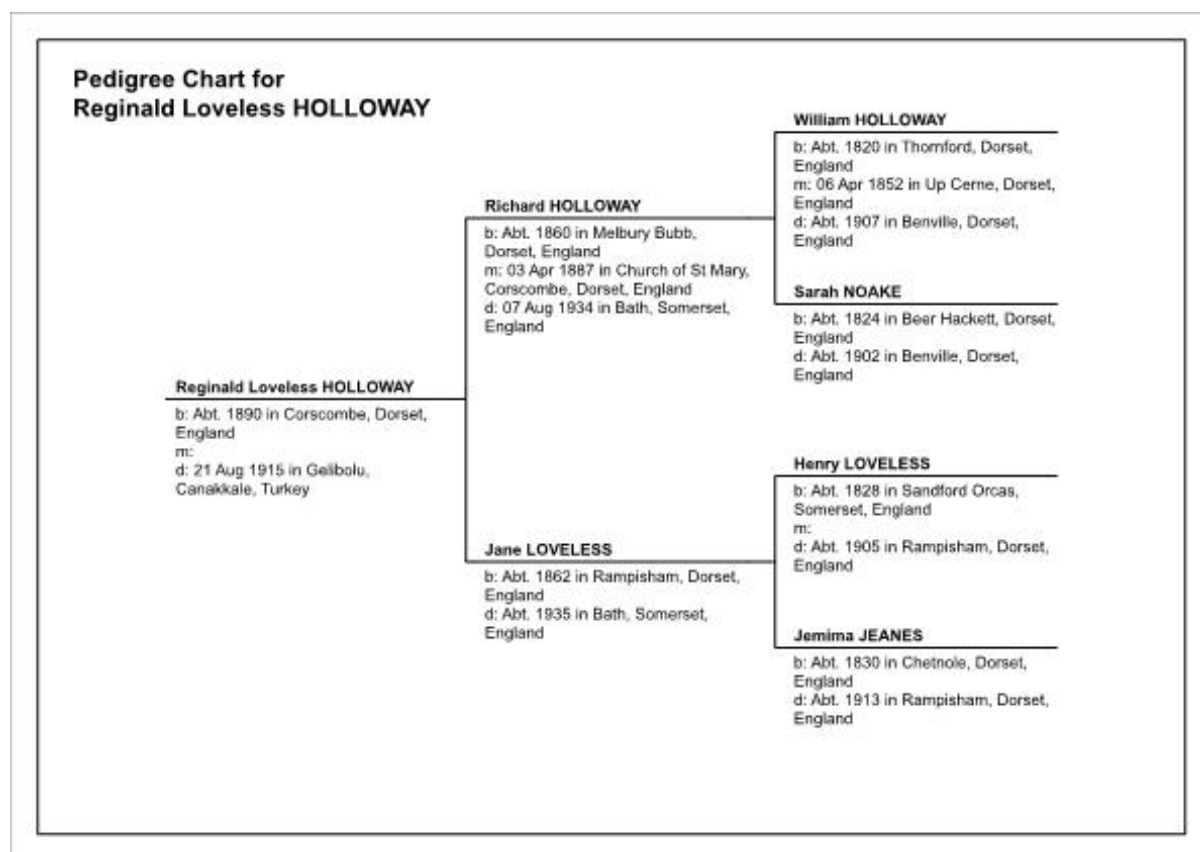 Pedigree Chart for
Reginald Loveless HOLLOWAY
William HOLLOWAY
b: Abt. 1820 in Thornford, Dorset,
England
m: 06 Apr 1852 in Up Cerne, Dorset,
England
d: Abt. 1907 in Benville, Dorset,
England
Richard HOLLOWAY
b: Abt. 1860 in Melbury Bubb,
Dorset, England
m: 03 Apr 1887 in Church of St Mary,
Corscombe, Dorset, England
d: 07 Aug 1934 in Bath, Somerset,
England
Sarah NOAKE
b: Abt. 1824 in Beer Hackett, Dorset,
England
d: Abt. 1902 in Benville, Dorset,
England
Reginald Loveless HOLLOWAY
b: Abt. 1890 in Corscombe, Dorset,
England
m:
d: 21 Aug 1915 in Gelibolu,
Canakkale, Turkey
Henry LOVELESS
b: Abt. 1828 in Sandford Orcas,
Somerset, England
m:
d: Abt. 1905 in Rampisham, Dorset,
England
Jane LOVELESS
b: Abt. 1862 in Rampisham, Dorset,
England
d: Abt. 1935 in Bath, Somerset,
England
Jemima JEANES
b: Abt. 1830 in Chetnole, Dorset,
England
d: Abt. 1913 in Rampisham, Dorset,
England